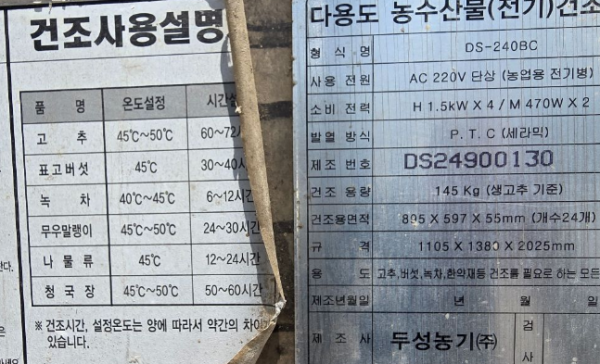 건조사용설명
품 명 온도설정
고 추 45℃~50℃ 60~72시간
표고버섯 45℃ 30~40시간
녹 차 40℃~45℃ 6~12시간
무우말랭이 45℃~50℃ 24~30시간
나 물 류 45℃ 12~24시간
청 국 장 45℃~50℃ 50~60시간
※ 건조시간, 설정온도는 양에 따라서 약간의 차이가
있습니다.
다용도 농수산물(전기)건조
형 식 명 DS-240BC
사 용 전 원 AC 220V 단상 (농업용 전기병)
소 비 전 력 H 1.5kW X 4 / M 470W X 2
발 열 방 식 P. T. C (세라믹)
제 조 번 호 DS24900130
건 조 용 량 145 Kg (생고추 기준)
건조용면적 895 X 597 X 55mm (개수24개)
규 격 1105 X 1380 X 2025mm
용 도 고추,버섯,녹차,한약재등 건조를 필요로 하는 모든
제조년월일 년 월 일
제 조 사 두성농기(주) 검
사